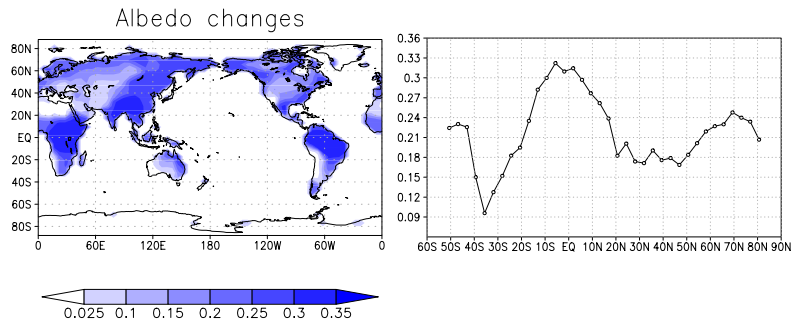 Albedo changes
80N
60N
40N
20N
EQ
20S
40S
60S
80S
0 60E 120E 180 120W 60W 0
0.025 0.1 0.15 0.2 0.25 0.3 0.35
0.36
0.33
0.3
0.27
0.24
0.21
0.18
0.15
0.12
0.09
60S 50S 40S 30S 20S 10S EQ 10N 20N 30N 40N 50N 60N 70N 80N 90N